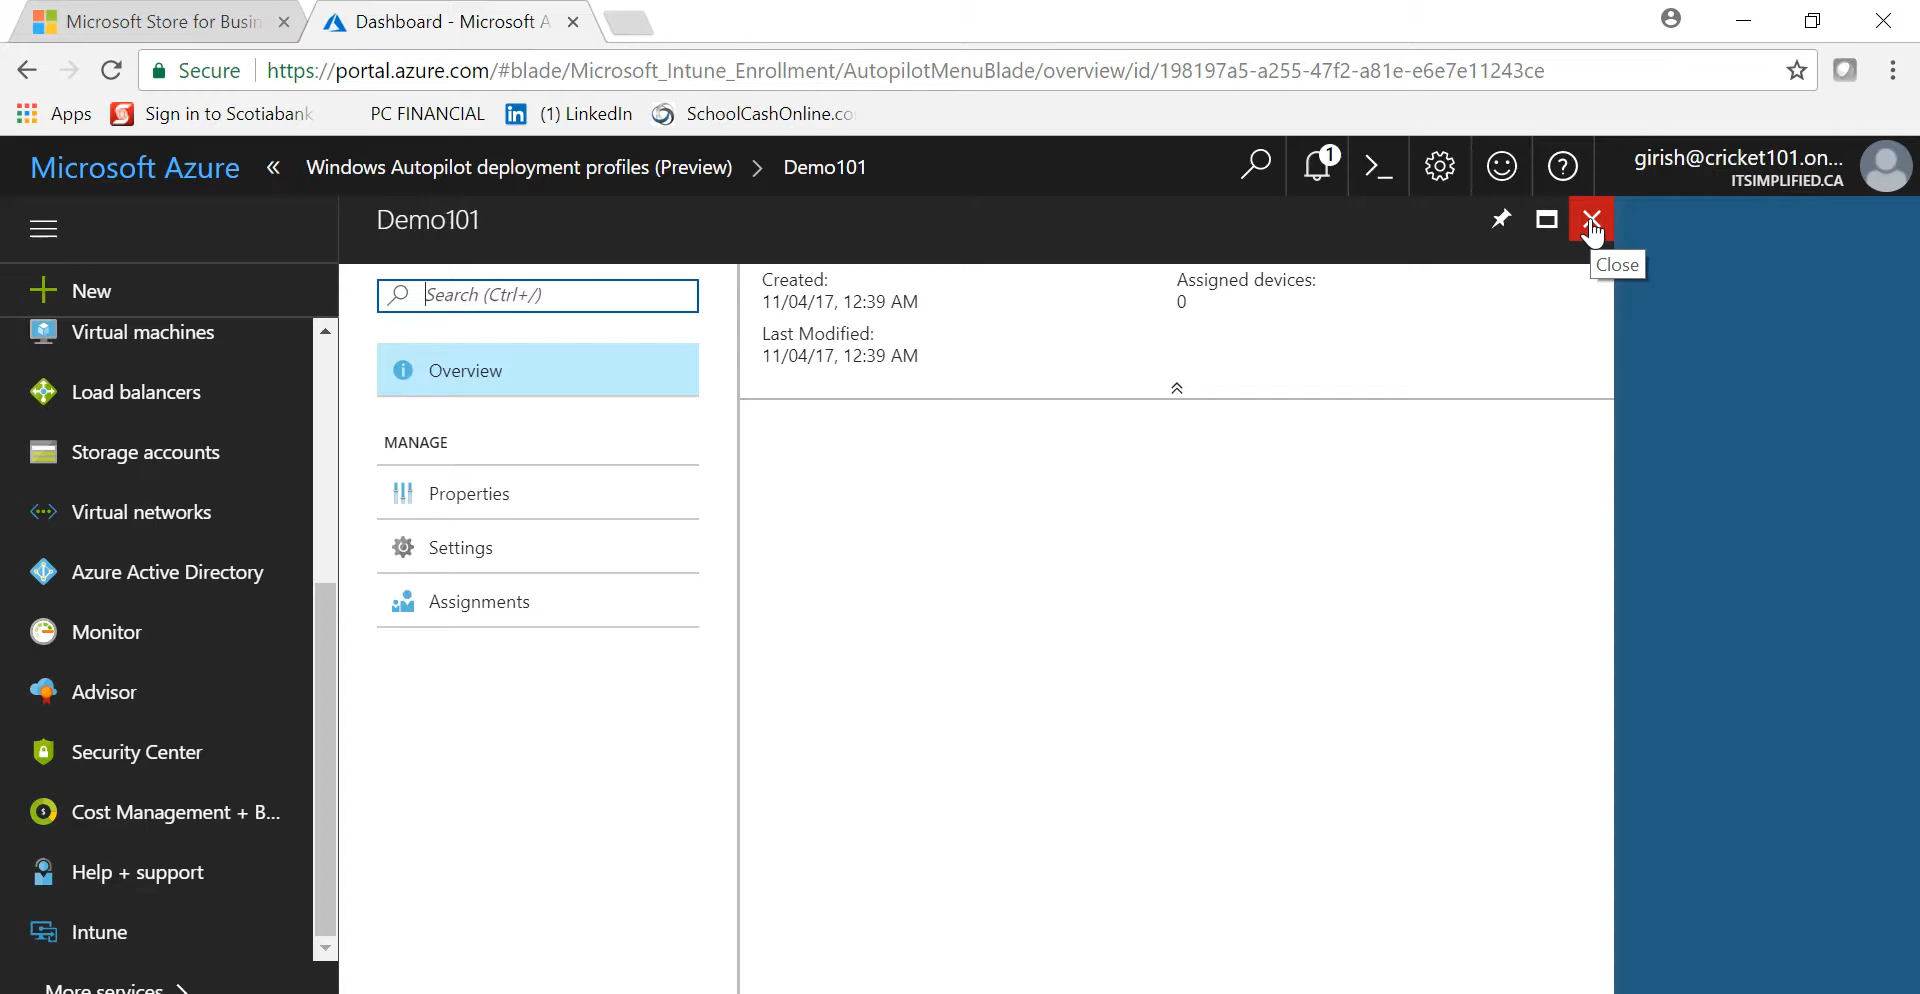 Microsoft Store for Busin
Dashboard - Microsoft A
Secure
https://portal.azure.com/#blade/Microsoft_Intune_Enrollment/AutopilotMenuBlade/overview/id/198197a5-a255-47f2-a81e-e6e7e11243ce
Apps
Sign in to Scotiabank
PC FINANCIAL
(1) LinkedIn
SchoolCashOnline.co
Microsoft Azure
Windows Autopilot deployment profiles (Preview)
Demo101
1
girish@cricket101.on...
ITSIMPLIFIED.CA
Demo101
Close
New
Virtual machines
Load balancers
Storage accounts
Virtual networks
Azure Active Directory
Monitor
Advisor
Security Center
Cost Management + B...
Help + support
Intune
More services
Search (Ctrl+/)
Overview
MANAGE
Properties
Settings
Assignments
Created:
11/04/17, 12:39 AM
Last Modified:
11/04/17, 12:39 AM
Assigned devices:
0